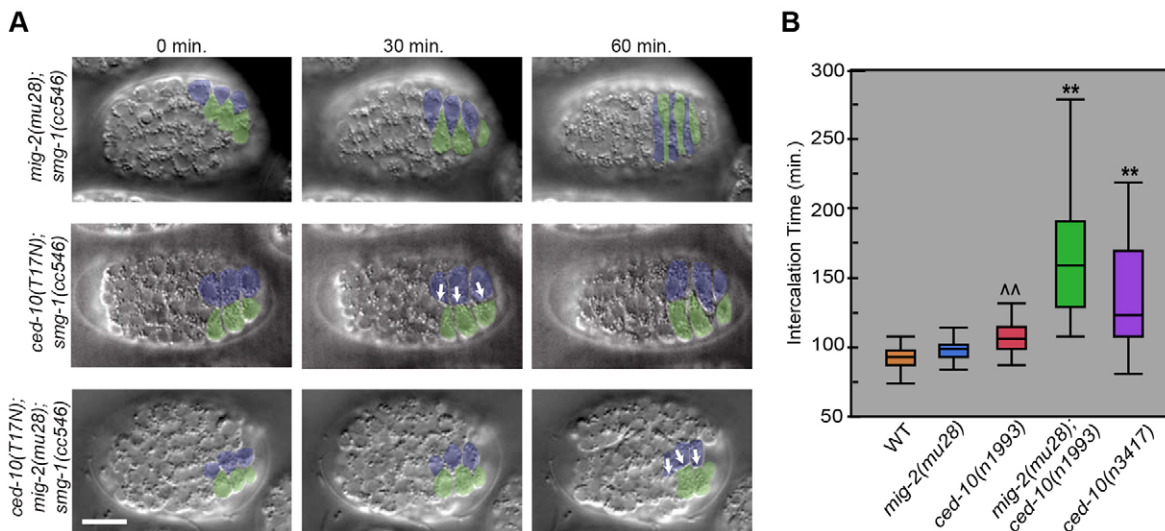 A
0 min.
30 min.
60 min.
mig-2(mu28);
smg-1(cc546)
ced-10(T17N);
smg-1(cc546)
ced-10(T17N);
mig-2(mu28);
smg-1(cc546)
B
Intercalation Time (min.)
300
250
200
150
100
50
^^
**
**
WT
mig-2(mu28)
ced-10(n1993)
mig-2(mu28);
ced-10(n1993)
ced-10(n3417)